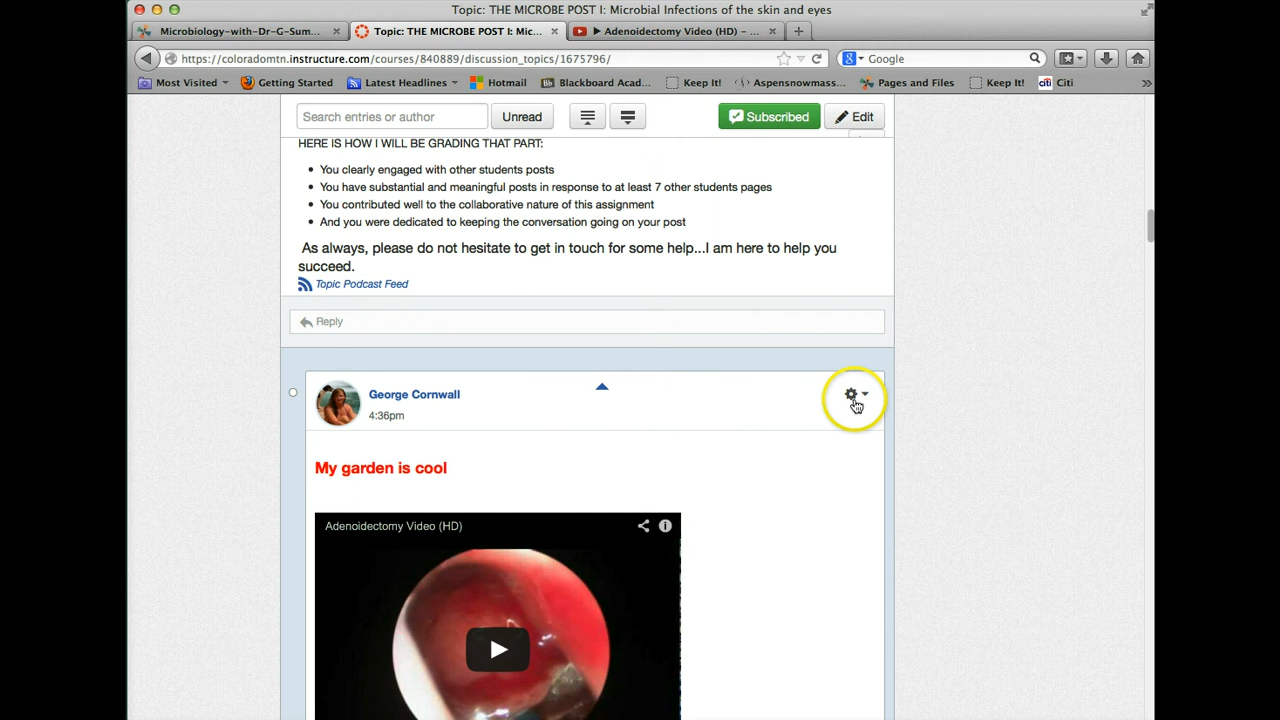 Topic: THE MICROBE POST I: Microbial Infections of the skin and eyes
Microbiology-with-Dr-G-Sum...
Topic: THE MICROBE POST I: Mic...
▶ Adenoidectomy Video (HD) – ...
https://coloradomtn.instructure.com/courses/840889/discussion_topics/1675796/
Google
Most Visited
Getting Started
Latest Headlines
Hotmail
Bb Blackboard Acad...
Keep It!
Aspensnowmass...
Pages and Files
Keep It!
citi Citi
Search entries or author
Unread
Subscribed
Edit
HERE IS HOW I WILL BE GRADING THAT PART:
• You clearly engaged with other students posts
• You have substantial and meaningful posts in response to at least 7 other students pages
• You contributed well to the collaborative nature of this assignment
• And you were dedicated to keeping the conversation going on your post
As always, please do not hesitate to get in touch for some help...I am here to help you
succeed.
Topic Podcast Feed
Reply
George Cornwall
4:36pm
My garden is cool
Adenoidectomy Video (HD)